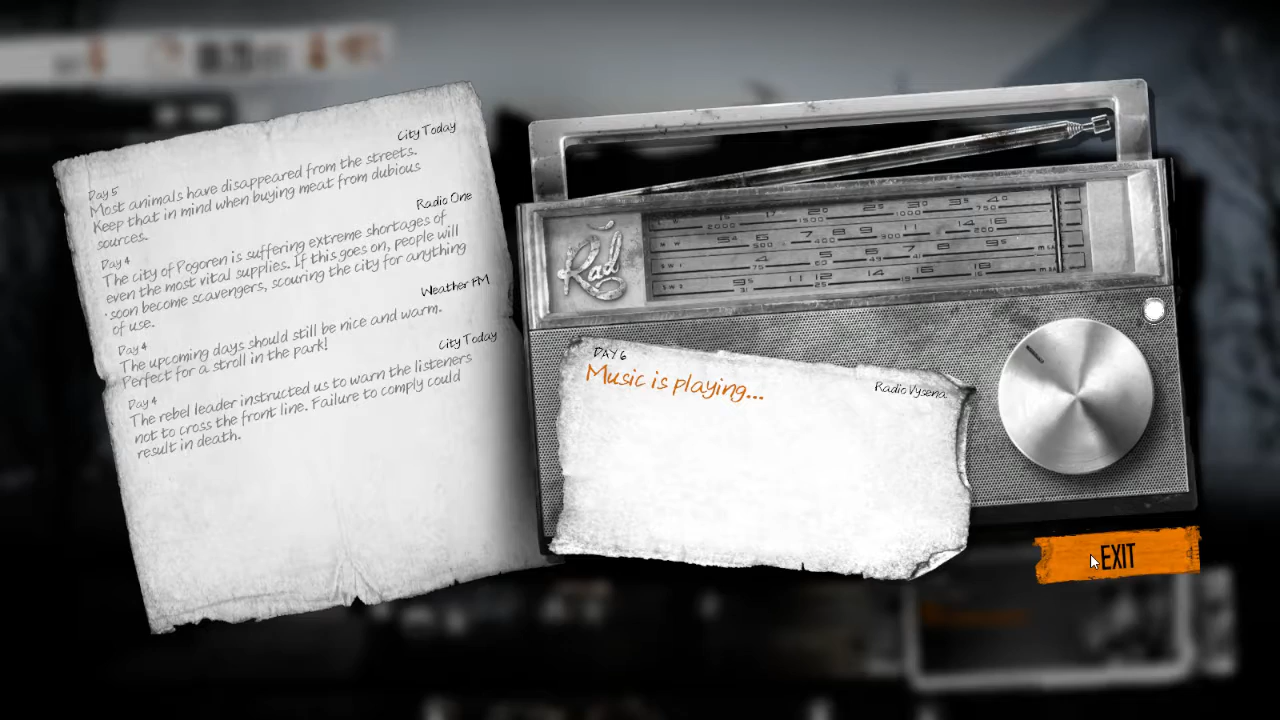 City Today
Day 5
Most animals have disappeared from the streets.
Keep that in mind when buying meat from dubious
sources.
Radio One
Day 4
The city of Pogoren is suffering extreme shortages of
even the most vital supplies. If this goes on, people will
soon become scavengers, scouring the city for anything
of use.
Weather FM
Day 4
The upcoming days should still be nice and warm.
Perfect for a stroll in the park!
City Today
Day 4
The rebel leader instructed us to warn the listeners
not to cross the front line. Failure to comply could
result in death.
Rad
DAY 6
Music is playing...
Radio Vysena
EXIT